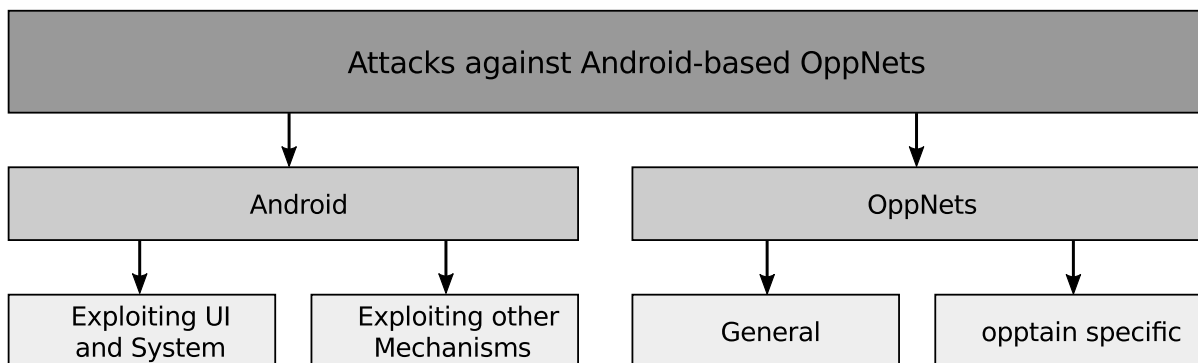 Attacks against Android-based OppNets
Android
OppNets
Exploiting UI
and System
Exploiting other
Mechanisms
General
opptain specific